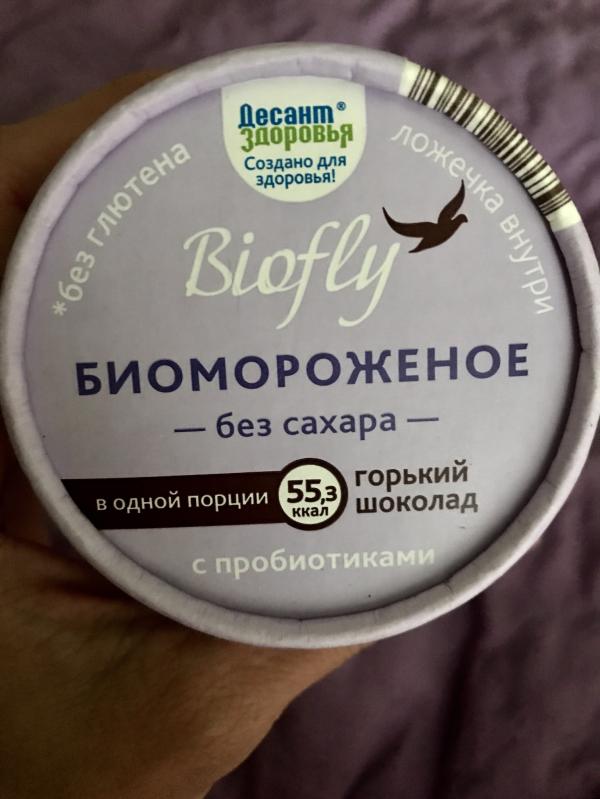 Десант®
Здоровья
Создано для
здоровья!
*без глютена
ложечка внутри
Biofly
БИОМОРОЖЕНОЕ
— без сахара —
в одной порции
55,3
ккал
горький
шоколад
с пробиотиками